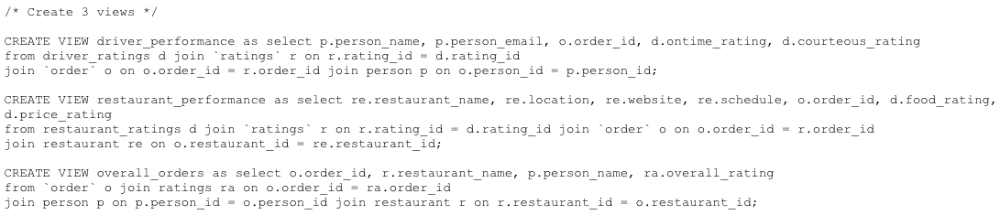 /* Create 3 views */
CREATE VIEW driver_performance as select p.person_name, p.person_email, o.order_id, d.ontime_rating, d.courteous_rating
from driver_ratings d join `ratings` r on r.rating_id = d.rating_id
join `order` o on o.order_id = r.order_id join person p on o.person_id = p.person_id;
CREATE VIEW restaurant_performance as select re.restaurant_name, re.location, re.website, re.schedule, o.order_id, d.food_rating,
d.price_rating
from restaurant_ratings d join `ratings` r on r.rating_id = d.rating_id join `order` o on o.order_id = r.order_id
join restaurant re on o.restaurant_id = re.restaurant_id;
CREATE VIEW overall_orders as select o.order_id, r.restaurant_name, p.person_name, ra.overall_rating
from `order` o join ratings ra on o.order_id = ra.order_id
join person p on p.person_id = o.person_id join restaurant r on r.restaurant_id = o.restaurant_id;